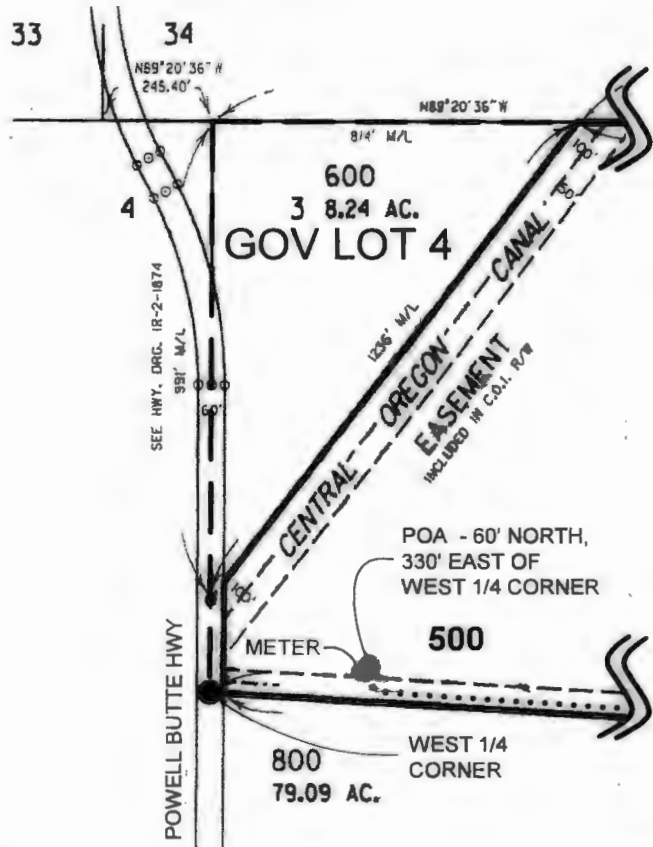 33
34
N89°20'36"W
245.40'
N89°20'36"W
814' M/L
600
3 8.24 AC.
GOV LOT 4
4
100'
50'
SEE HWY. DRG. 1R-2-1874
991' M/L
60'
1236' M/L
CENTRAL OREGON CANAL
EASEMENT
INCLUDED IN C.O.I. R/W
100'
POA - 60' NORTH,
330' EAST OF
WEST 1/4 CORNER
METER
500
POWELL BUTTE HWY
WEST 1/4
CORNER
800
79.09 AC.